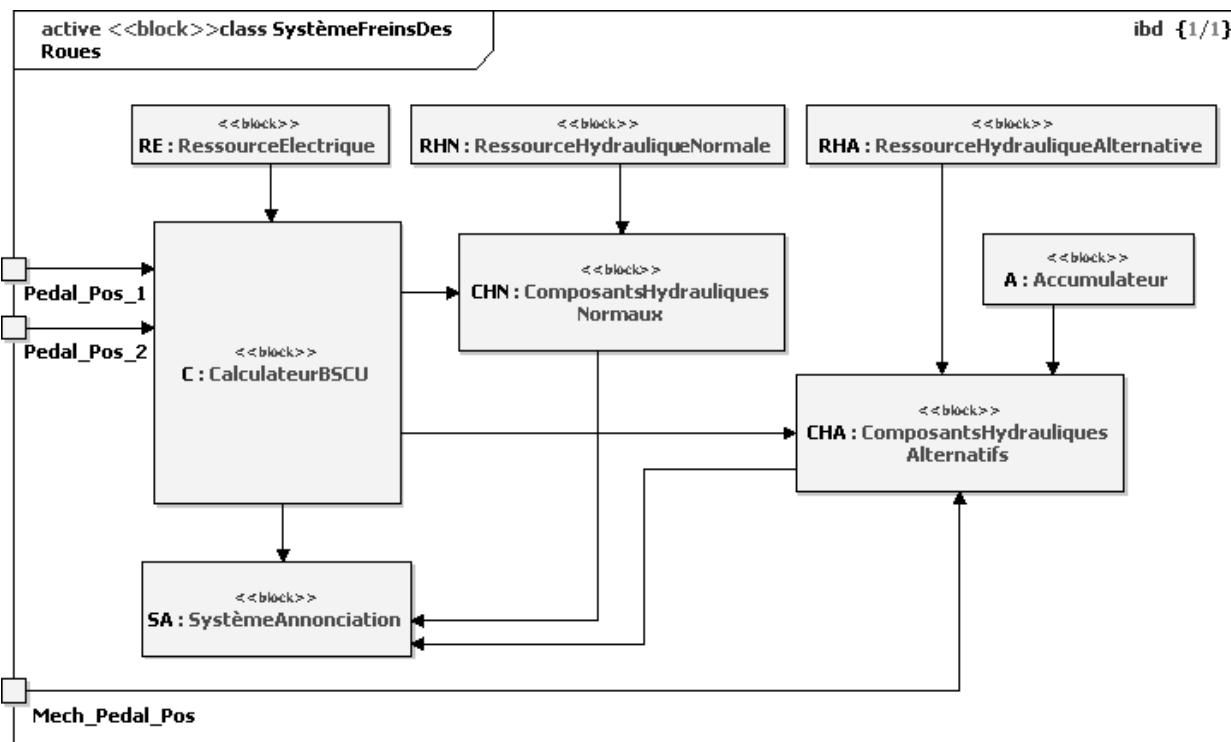 active <<block>>class SystèmeFreinsDes
Roues
ibd {1/1}
<<block>>
RE : RessourceElectrique
<<block>>
RHN : RessourceHydrauliqueNormale
<<block>>
RHA : RessourceHydrauliqueAlternative
Pedal_Pos_1
Pedal_Pos_2
<<block>>
C : CalculateurBSCU
<<block>>
CHN : ComposantsHydrauliques
Normaux
<<block>>
A : Accumulateur
<<block>>
CHA : ComposantsHydrauliques
Alternatifs
<<block>>
SA : SystèmeAnnonciation
Mech_Pedal_Pos